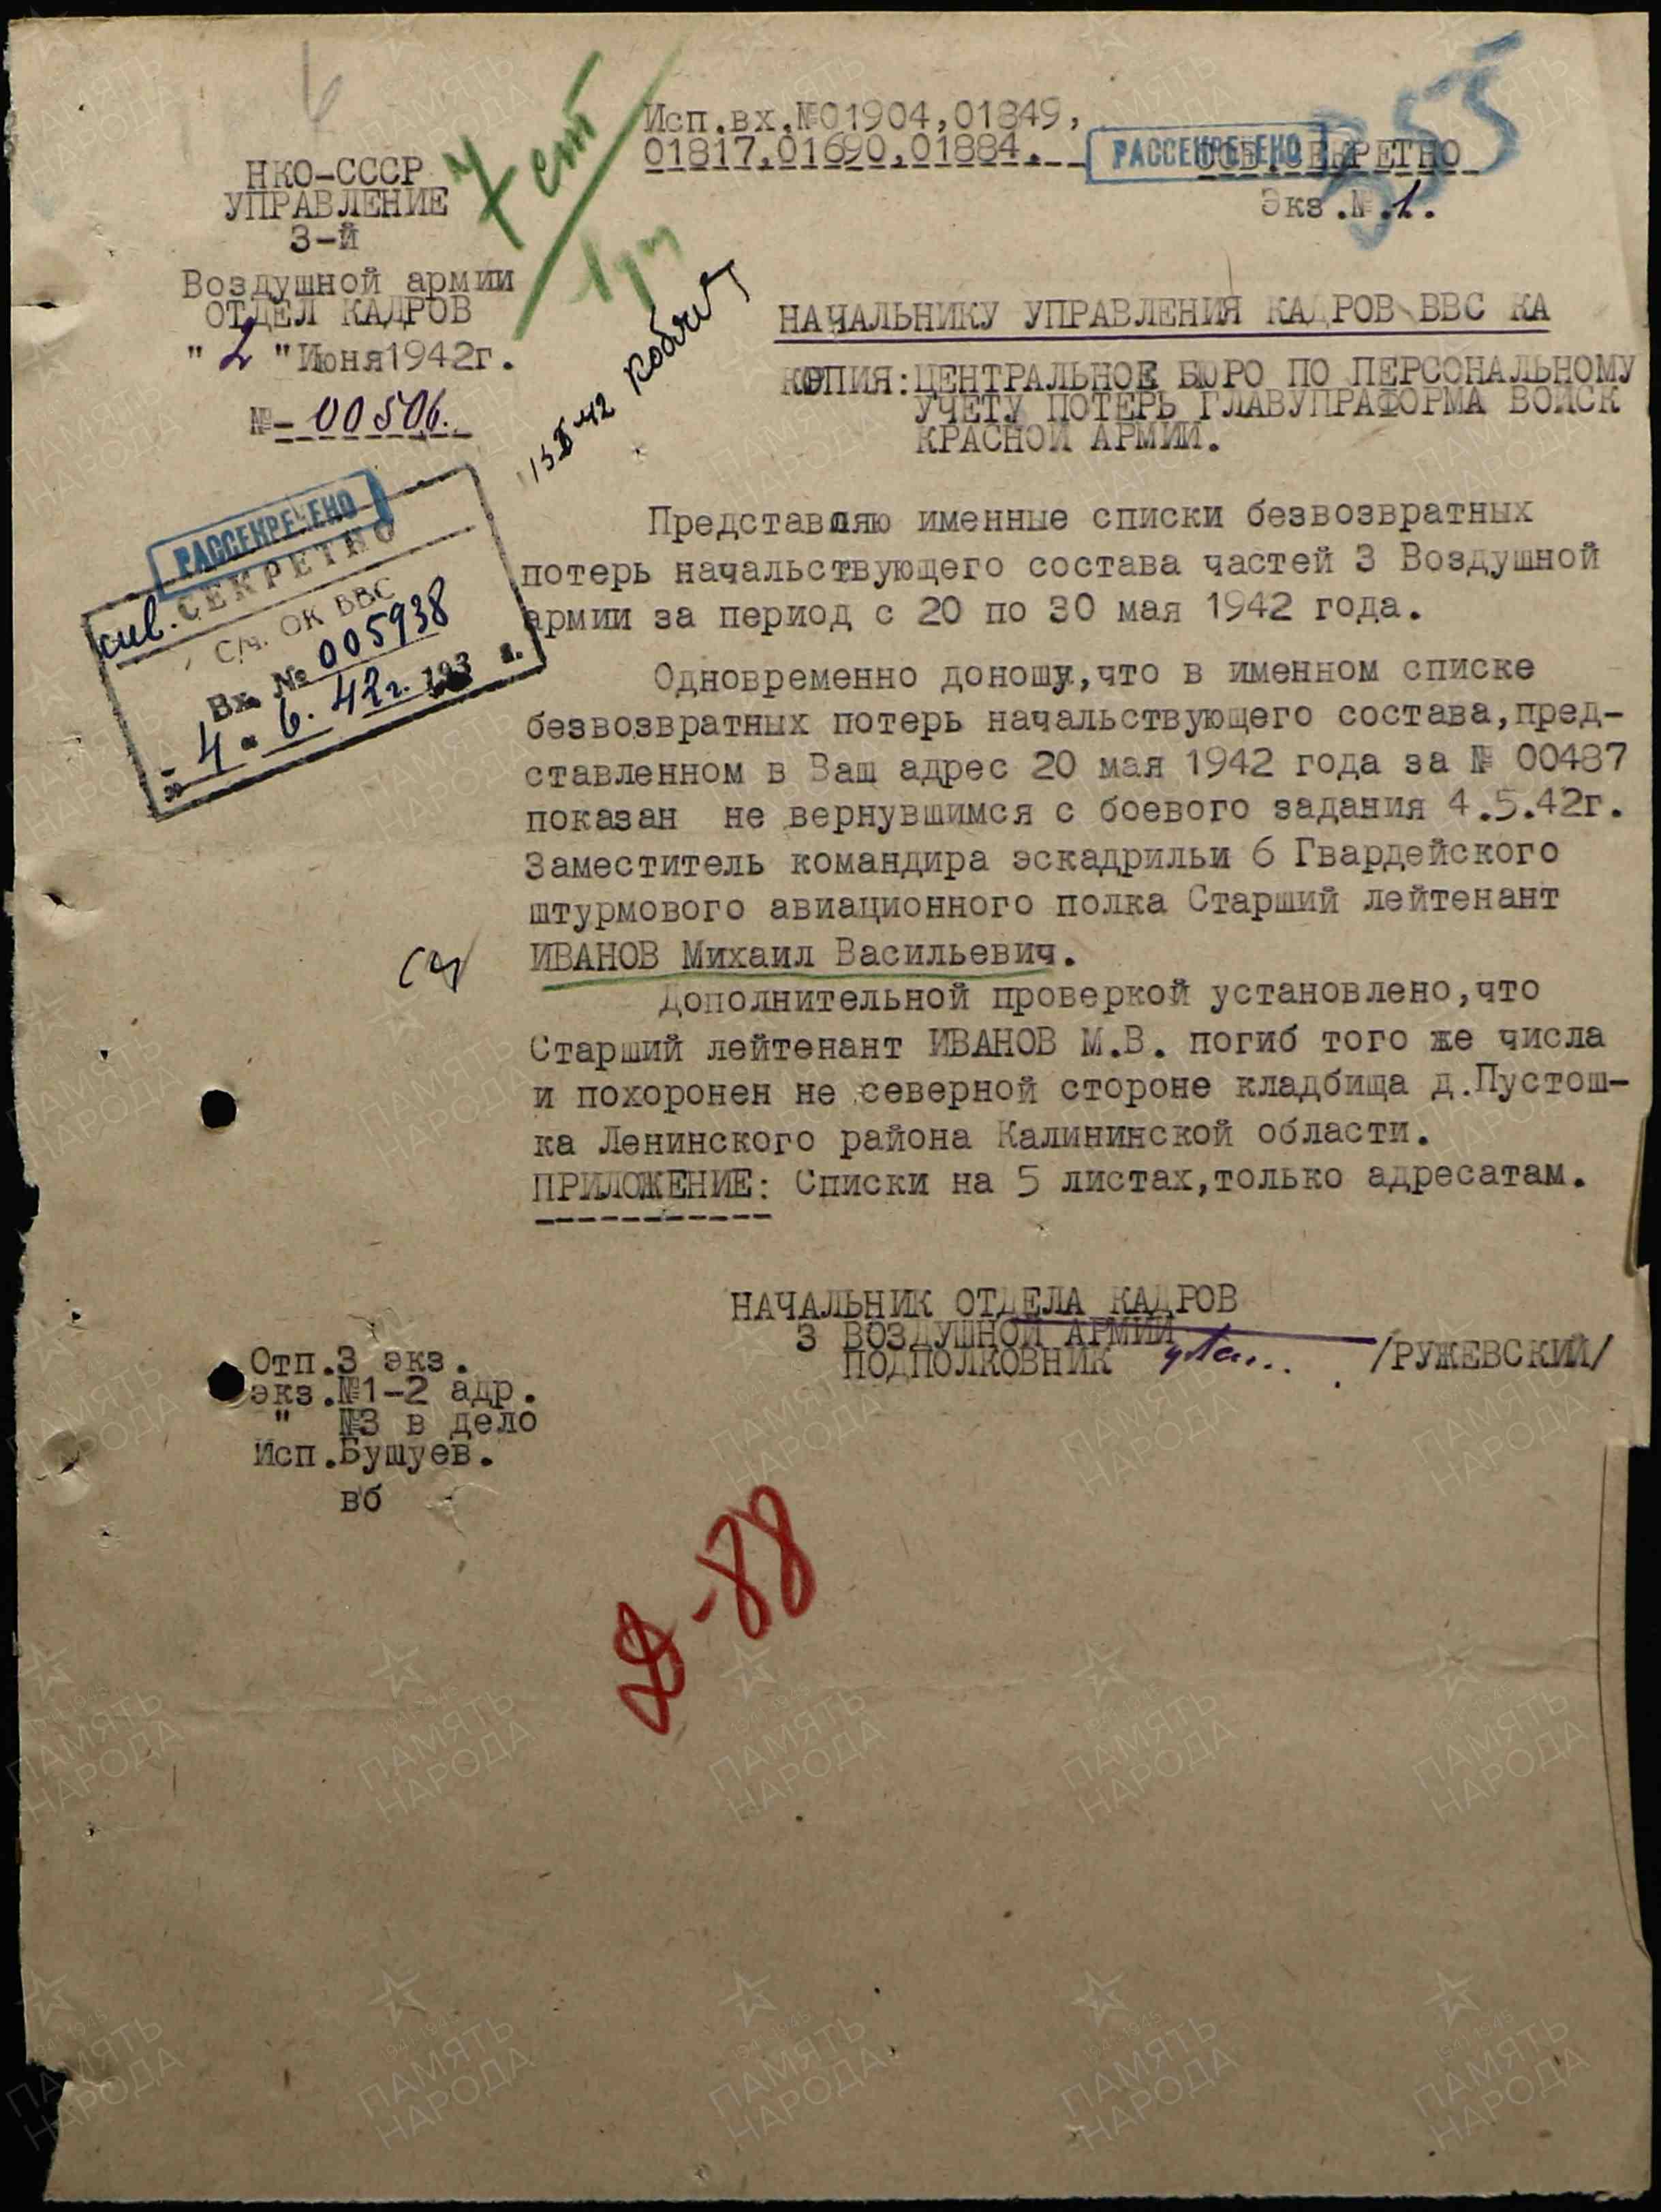 Исп.вх.№01904,01849,
01817,01690,01884.
РАССЕКРЕЧЕНО
СЕКРЕТНО
Экз.№.1.
НКО-СССР
УПРАВЛЕНИЕ
3-й
Воздушной армии
ОТДЕЛ КАДРОВ
" 2 "Июня1942г.
№- 00506.
НАЧАЛЬНИКУ УПРАВЛЕНИЯ КАДРОВ ВВС КА
КОПИЯ:ЦЕНТРАЛЬНОЕ БЮРО ПО ПЕРСОНАЛЬНОМУ
УЧЕТУ ПОТЕРЬ ГЛАВУПРАФОРМА ВОЙСК
КРАСНОЙ АРМИИ.
РАССЕКРЕЧЕНО
СЕКРЕТНО
С/ч. ОК ВВС
Вх. № 005938
4 " 6. 42г. 193 г.
Представляю именные списки безвозвратных
потерь начальствующего состава частей 3 Воздушной
армии за период с 20 по 30 мая 1942 года.
Одновременно доношу,что в именном списке
безвозвратных потерь начальствующего состава,пред-
ставленном в Ваш адрес 20 мая 1942 года за № 00487
показан не вернувшимся с боевого задания 4.5.42г.
Заместитель командира эскадрильи 6 Гвардейского
штурмового авиационного полка Старший лейтенант
ИВАНОВ Михаил Васильевич.
Дополнительной проверкой установлено,что
Старший лейтенант ИВАНОВ М.В. погиб того же числа
и похоронен не северной стороне кладбища д.Пустош-
ка Ленинского района Калининской области.
ПРИЛОЖЕНИЕ: Списки на 5 листах,только адресатам.
НАЧАЛЬНИК ОТДЕЛА КАДРОВ
3 ВОЗДУШНОЙ АРМИИ
ПОДПОЛКОВНИК /РУЖЕВСКИЙ/
Отп.3 экз.
экз.№1-2 адр.
" №3 в дело
Исп.Бушуев.
вб